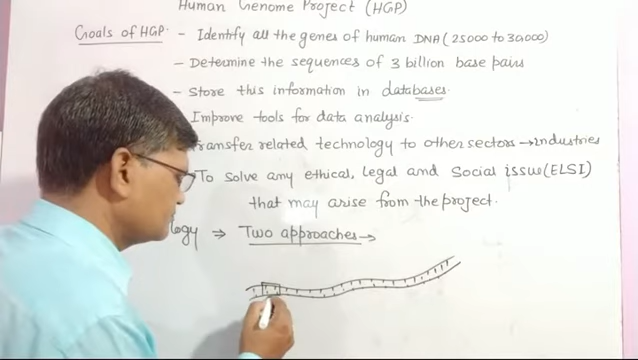 Human Genome Project (HGP)
Goals of HGP - Identify all the genes of human DNA (25000 to 30000)
- Determine the sequences of 3 billion base pairs
- Store this information in databases.
Improve tools for data analysis.
ransfer related technology to other sectors → industries
To solve any ethical, legal and Social issue (ELSI)
that may arise from the project.
logy ⇒ Two approaches →